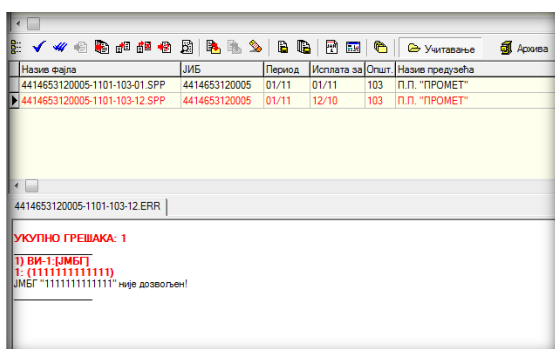 Учитавање Архива
Назив фајла ЈИБ Период Исплата за Општ. Назив предузећа
4414653120005-1101-103-01.SPP 4414653120005 01/11 01/11 103 П.П. "ПРОМЕТ"
4414653120005-1101-103-12.SPP 4414653120005 01/11 12/10 103 П.П. "ПРОМЕТ"
4414653120005-1101-103-12.ERR
УКУПНО ГРЕШАКА: 1
1) ВИ-1:[ЈМБГ]
1: (1111111111111)
ЈМБГ "1111111111111" није дозвољен!